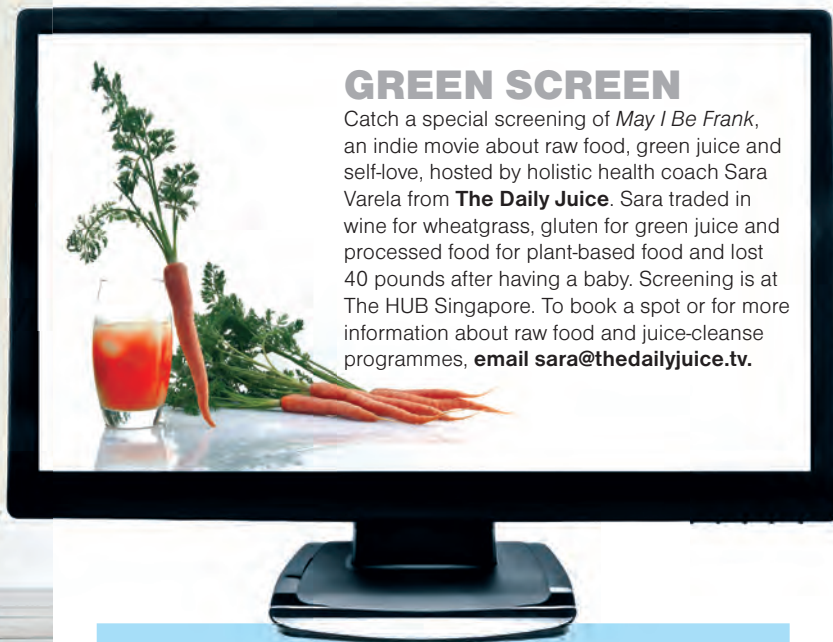 GREEN SCREEN
Catch a special screening of May I Be Frank,
an indie movie about raw food, green juice and
self-love, hosted by holistic health coach Sara
Varela from The Daily Juice. Sara traded in
wine for wheatgrass, gluten for green juice and
processed food for plant-based food and lost
40 pounds after having a baby. Screening is at
The HUB Singapore. To book a spot or for more
information about raw food and juice-cleanse
programmes, email sara@thedailyjuice.tv.